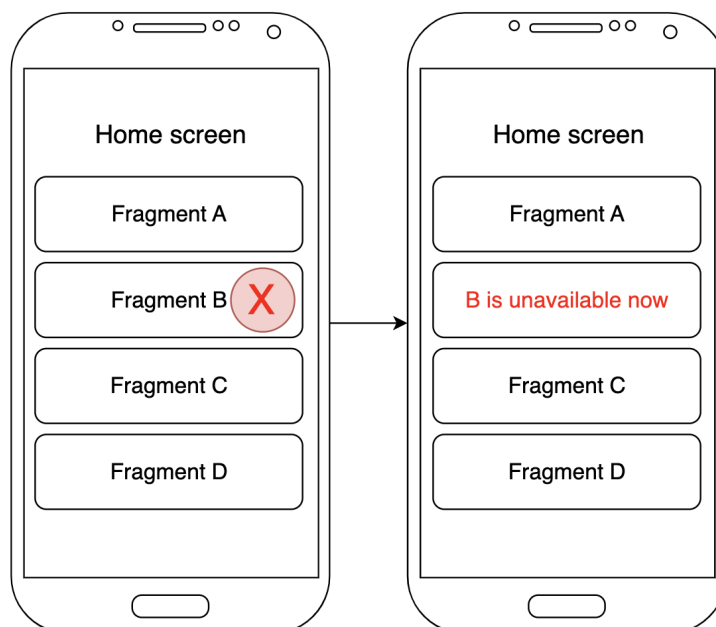 Home screen
Fragment A
Fragment B X
Fragment C
Fragment D
Home screen
Fragment A
B is unavailable now
Fragment C
Fragment D